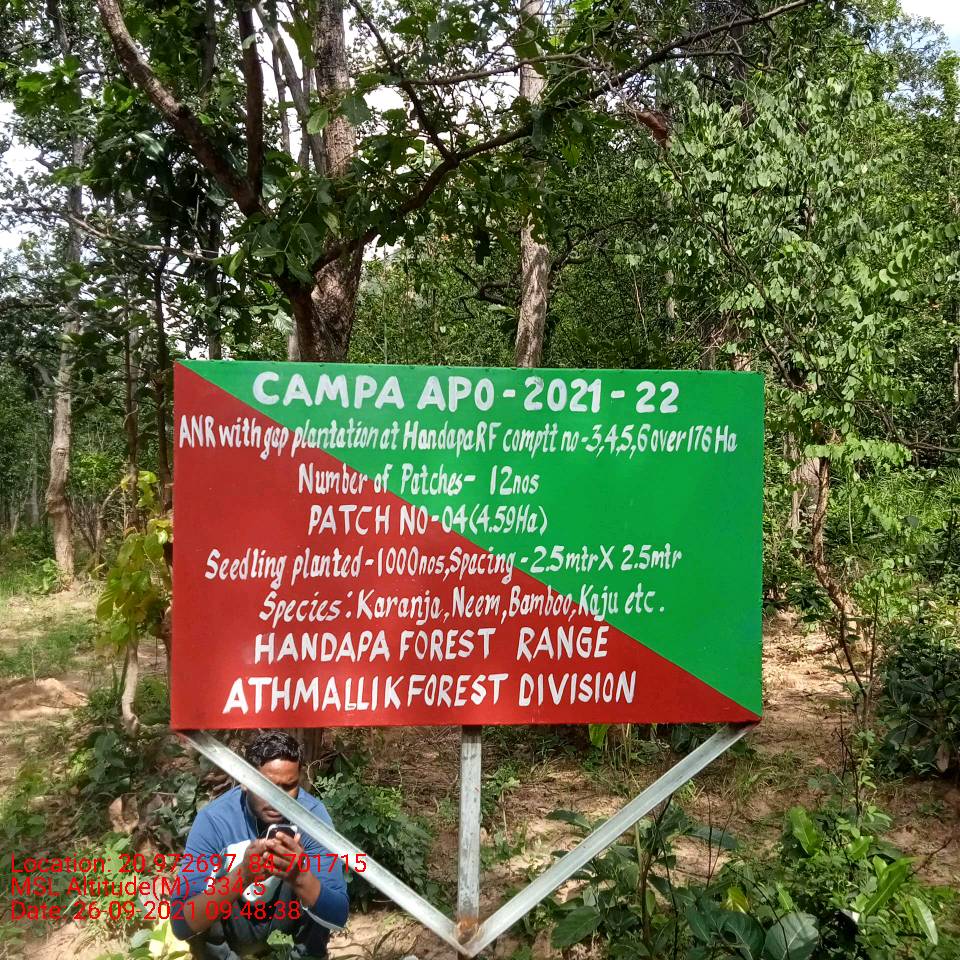 CAMPA APO - 2021 - 22
ANR with gap plantation at Handapa RF comptt no - 3,4,5,6 over 176 Ha
Number of Patches - 12nos
PATCH NO - 04 (4.59Ha)
Seedling planted - 1000nos, Spacing - 2.5mtr X 2.5mtr
Species : Karanja, Neem, Bamboo, Kaju etc.
HANDAPA FOREST RANGE
ATHMALLIK FOREST DIVISION
Location: 20.972697, 84.701715
MSL Altitude(M): 334.5
Date: 26-09-2021 09:48:38